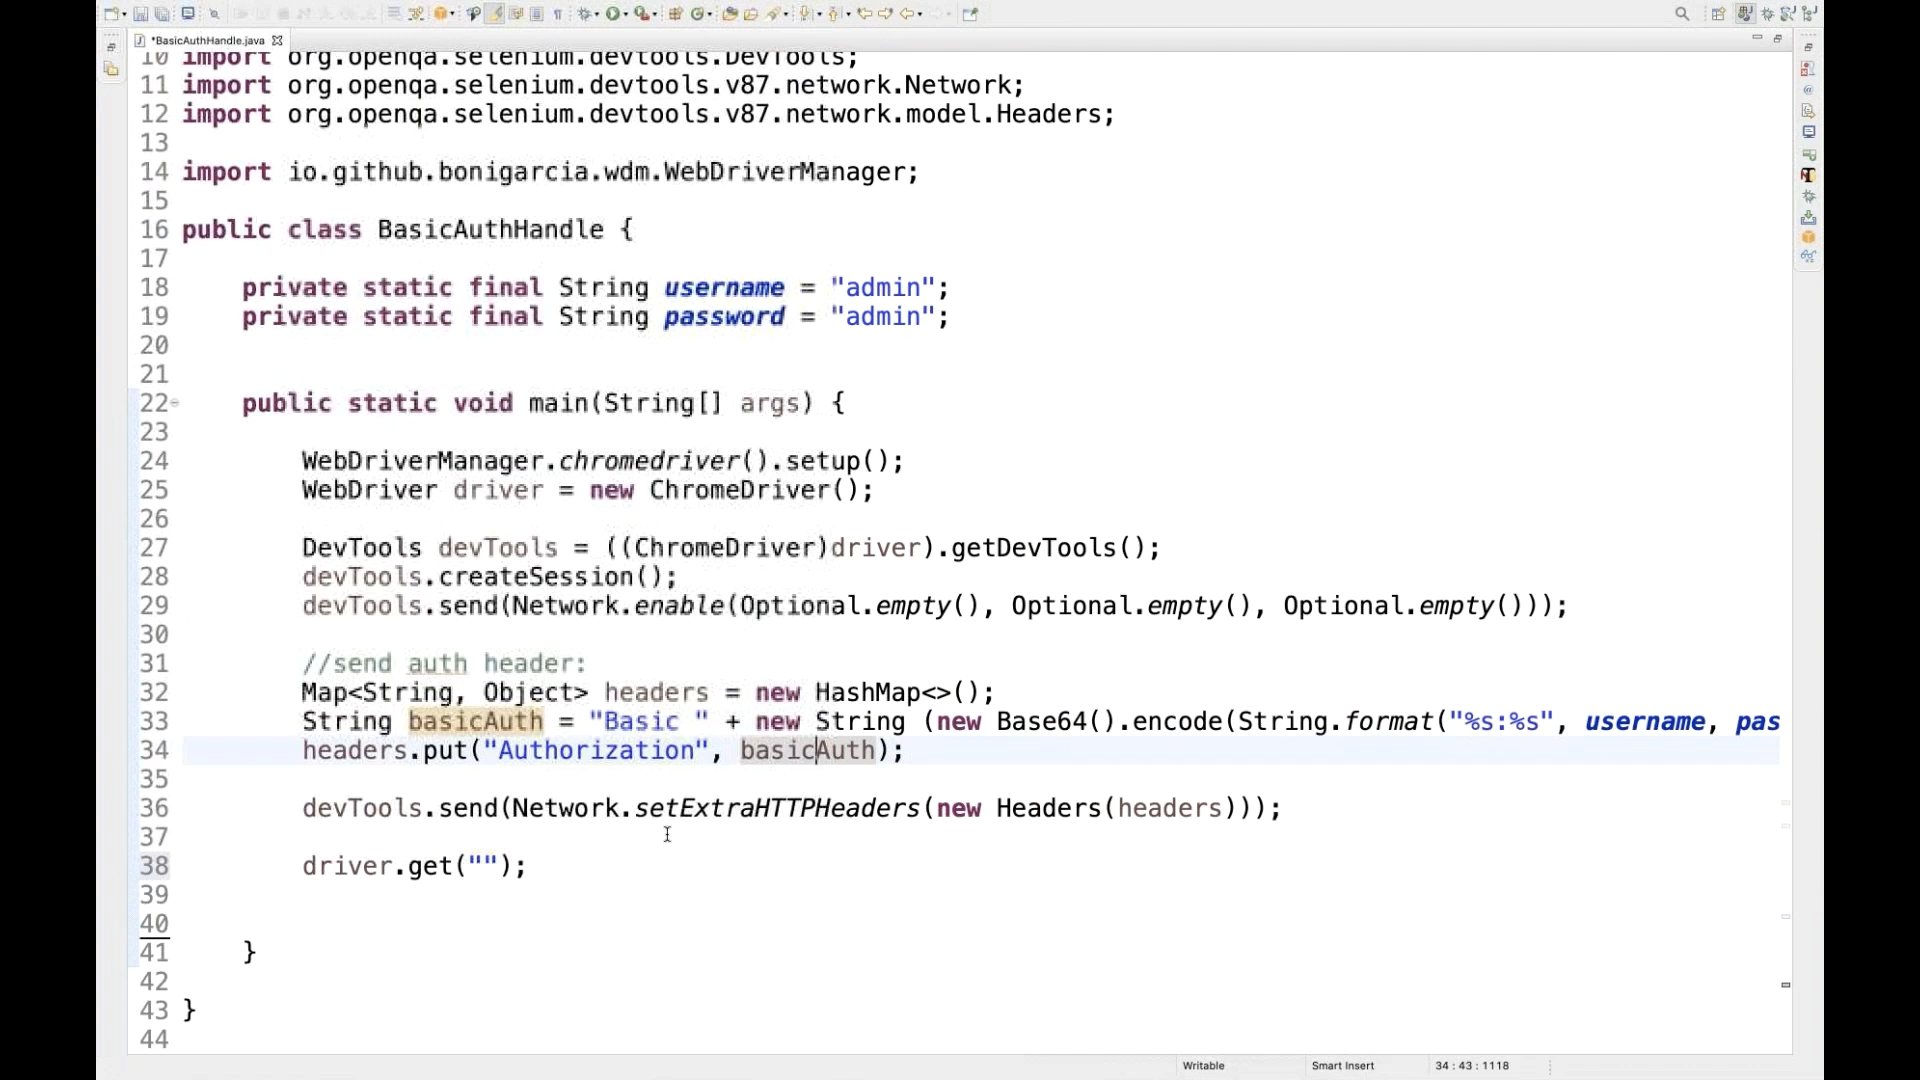 *BasicAuthHandle.java
10 import org.openqa.selenium.devtools.DevTools;
11 import org.openqa.selenium.devtools.v87.network.Network;
12 import org.openqa.selenium.devtools.v87.network.model.Headers;
13
14 import io.github.bonigarcia.wdm.WebDriverManager;
15
16 public class BasicAuthHandle {
17
18 private static final String username = "admin";
19 private static final String password = "admin";
20
21
22 public static void main(String[] args) {
23
24 WebDriverManager.chromedriver().setup();
25 WebDriver driver = new ChromeDriver();
26
27 DevTools devTools = ((ChromeDriver)driver).getDevTools();
28 devTools.createSession();
29 devTools.send(Network.enable(Optional.empty(), Optional.empty(), Optional.empty()));
30
31 //send auth header:
32 Map<String, Object> headers = new HashMap<>();
33 String basicAuth = "Basic " + new String (new Base64().encode(String.format("%s:%s", username, pas
34 headers.put("Authorization", basicAuth);
35
36 devTools.send(Network.setExtraHTTPHeaders(new Headers(headers)));
37
38 driver.get("");
39
40
41 }
42
43 }
44
Writable Smart Insert 34 : 43 : 1118